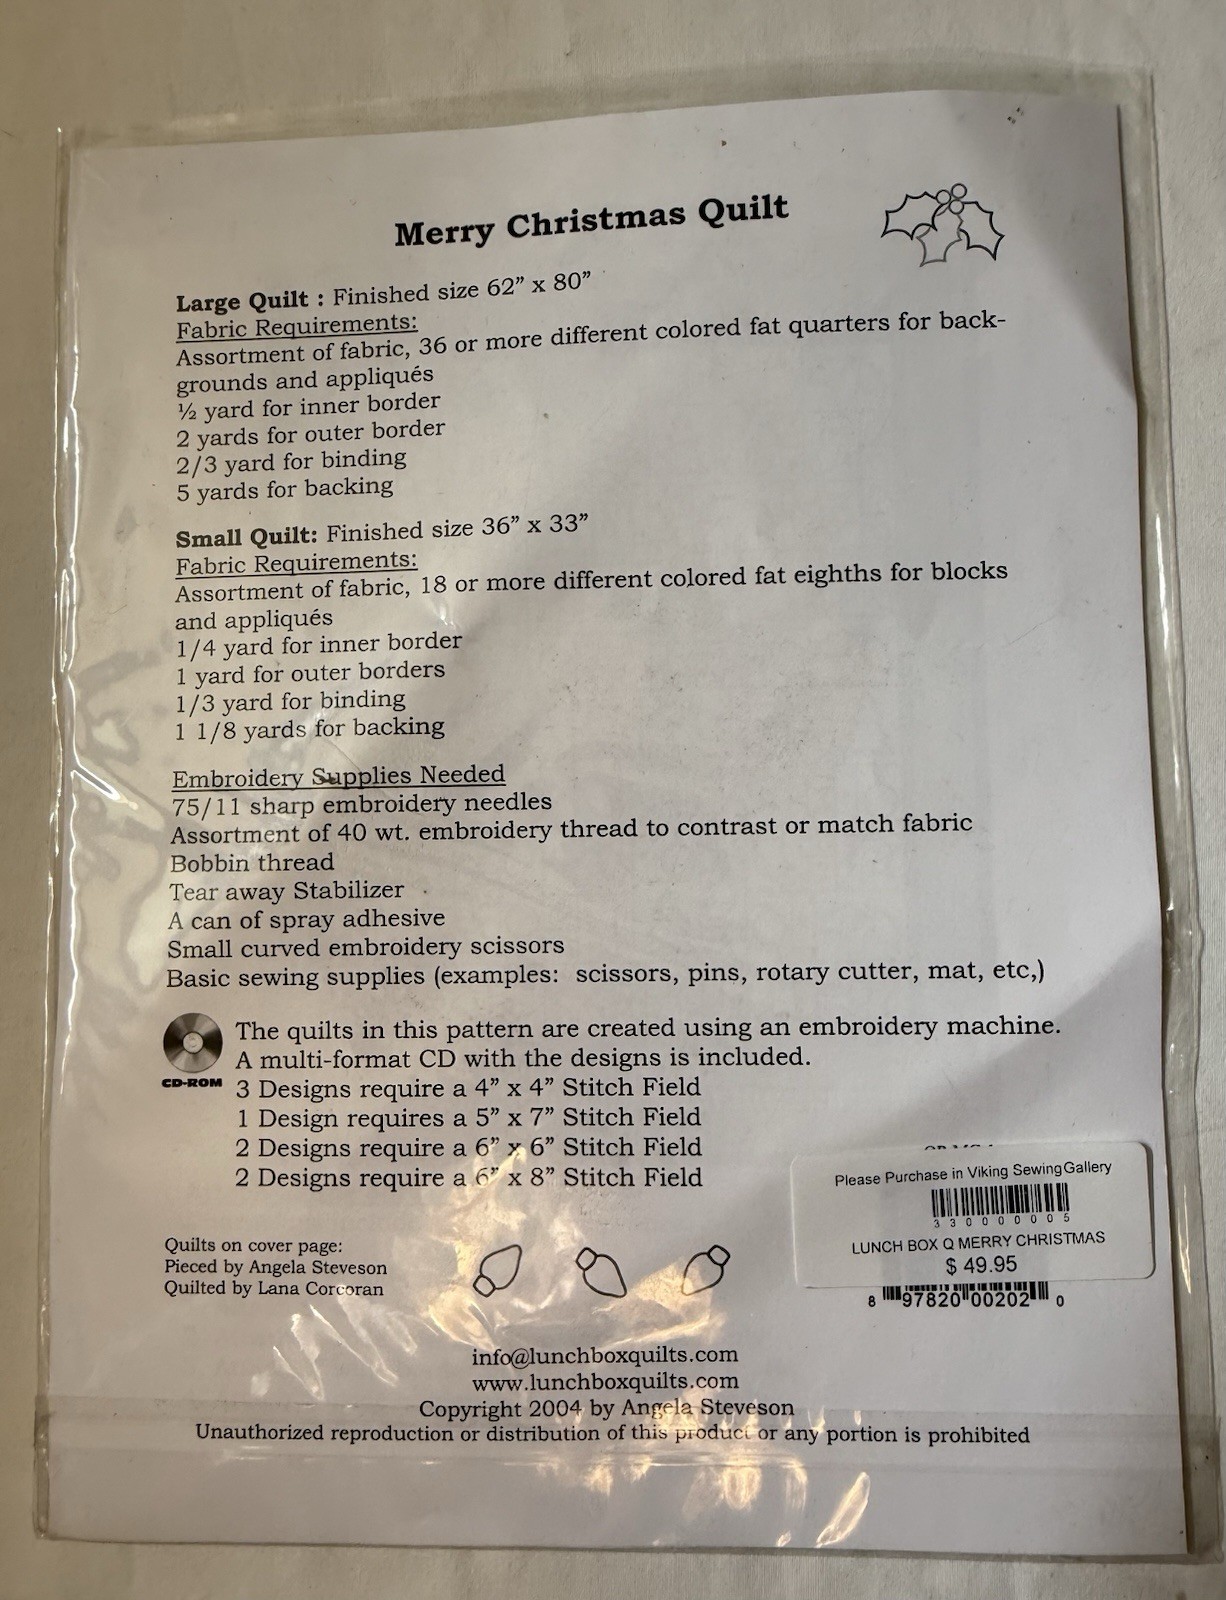 Merry Christmas Quilt
Large Quilt : Finished size 62" x 80"
Fabric Requirements:
Assortment of fabric, 36 or more different colored fat quarters for back-
grounds and appliqués
½ yard for inner border
2 yards for outer border
2/3 yard for binding
5 yards for backing
Small Quilt: Finished size 36" x 33"
Fabric Requirements:
Assortment of fabric, 18 or more different colored fat eighths for blocks
and appliqués
1/4 yard for inner border
1 yard for outer borders
1/3 yard for binding
1 1/8 yards for backing
Embroidery Supplies Needed
75/11 sharp embroidery needles
Assortment of 40 wt. embroidery thread to contrast or match fabric
Bobbin thread
Tear away Stabilizer
A can of spray adhesive
Small curved embroidery scissors
Basic sewing supplies (examples: scissors, pins, rotary cutter, mat, etc,)
CD-ROM
The quilts in this pattern are created using an embroidery machine.
A multi-format CD with the designs is included.
3 Designs require a 4" x 4" Stitch Field
1 Design requires a 5" x 7" Stitch Field
2 Designs require a 6" x 6" Stitch Field
2 Designs require a 6" x 8" Stitch Field
Please Purchase in Viking Sewing Gallery
3 3 0 0 0 0 0 0 5
LUNCH BOX Q MERRY CHRISTMAS
$ 49.95
8 97820 00202 0
Quilts on cover page:
Pieced by Angela Steveson
Quilted by Lana Corcoran
info@lunchboxquilts.com
www.lunchboxquilts.com
Copyright 2004 by Angela Steveson
Unauthorized reproduction or distribution of this product or any portion is prohibited